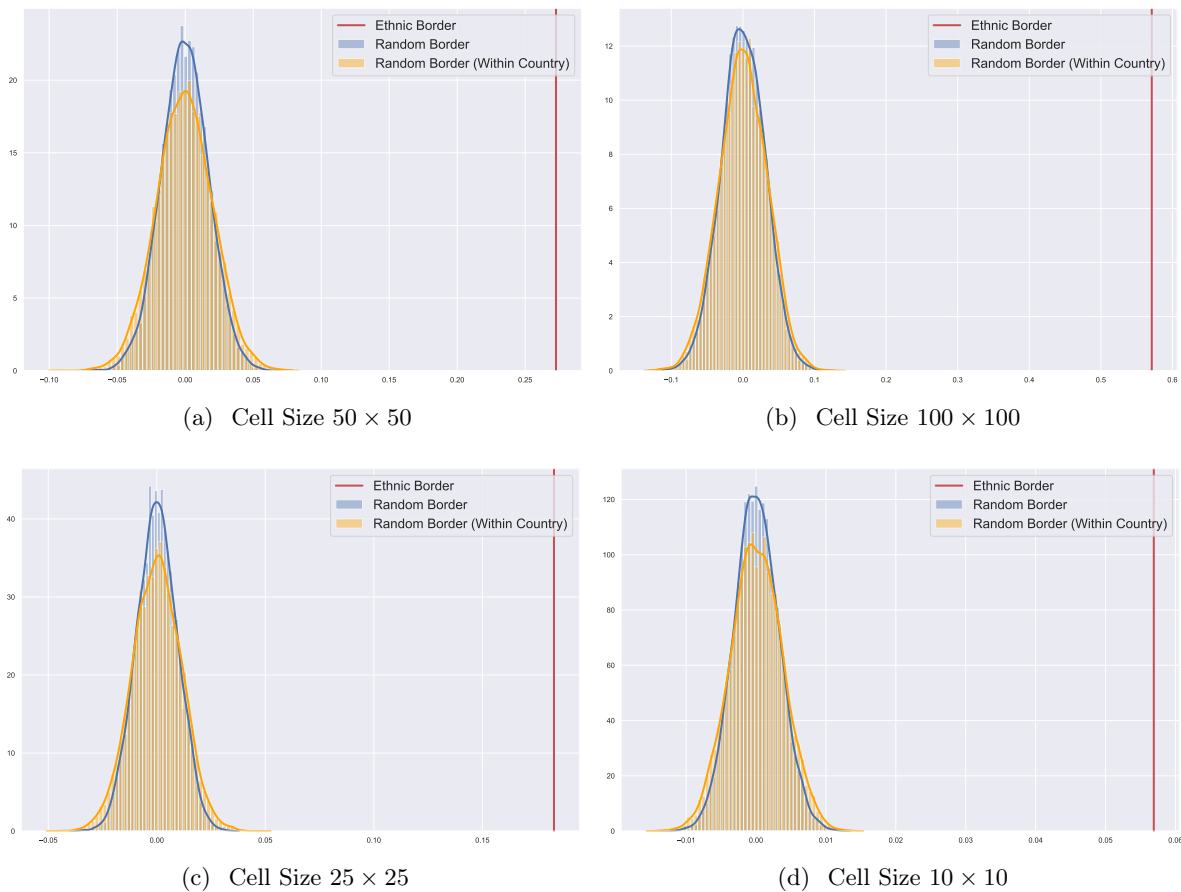 Ethnic Border
Random Border
Random Border (Within Country)
20
15
10
5
0
−0.10 −0.05 0.00 0.05 0.10 0.15 0.20 0.25
(a) Cell Size 50 × 50
Ethnic Border
Random Border
Random Border (Within Country)
12
10
8
6
4
2
0
−0.1 0.0 0.1 0.2 0.3 0.4 0.5 0.6
(b) Cell Size 100 × 100
Ethnic Border
Random Border
Random Border (Within Country)
40
30
20
10
0
−0.05 0.00 0.05 0.10 0.15
(c) Cell Size 25 × 25
Ethnic Border
Random Border
Random Border (Within Country)
120
100
80
60
40
20
0
−0.01 0.00 0.01 0.02 0.03 0.04 0.05 0.06
(d) Cell Size 10 × 10